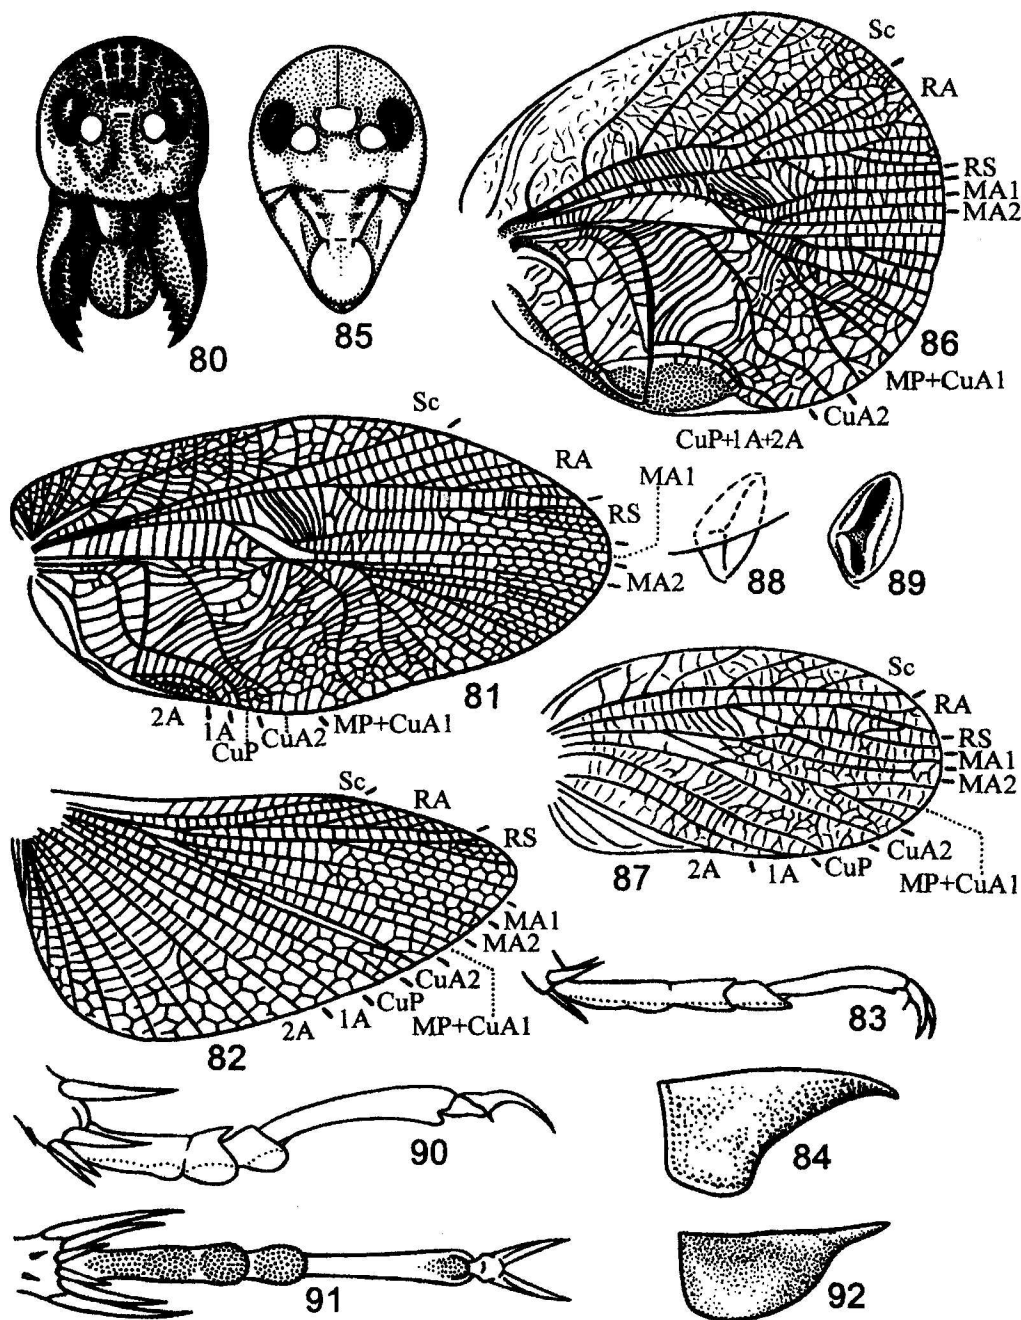 80
85
Sc
RA
RS
MA1
MA2
86
MP+CuA1
CuA2
CuP+1A+2A
Sc
RA
MA1
RS
MA2
81
2A
1A
CuP
CuA2
MP+CuA1
88
89
Sc
RA
RS
MA1
MA2
CuA2
MP+CuA1
CuP
1A
2A
87
Sc
RA
RS
MA1
MA2
CuA2
MP+CuA1
CuP
1A
2A
82
83
90
84
91
92